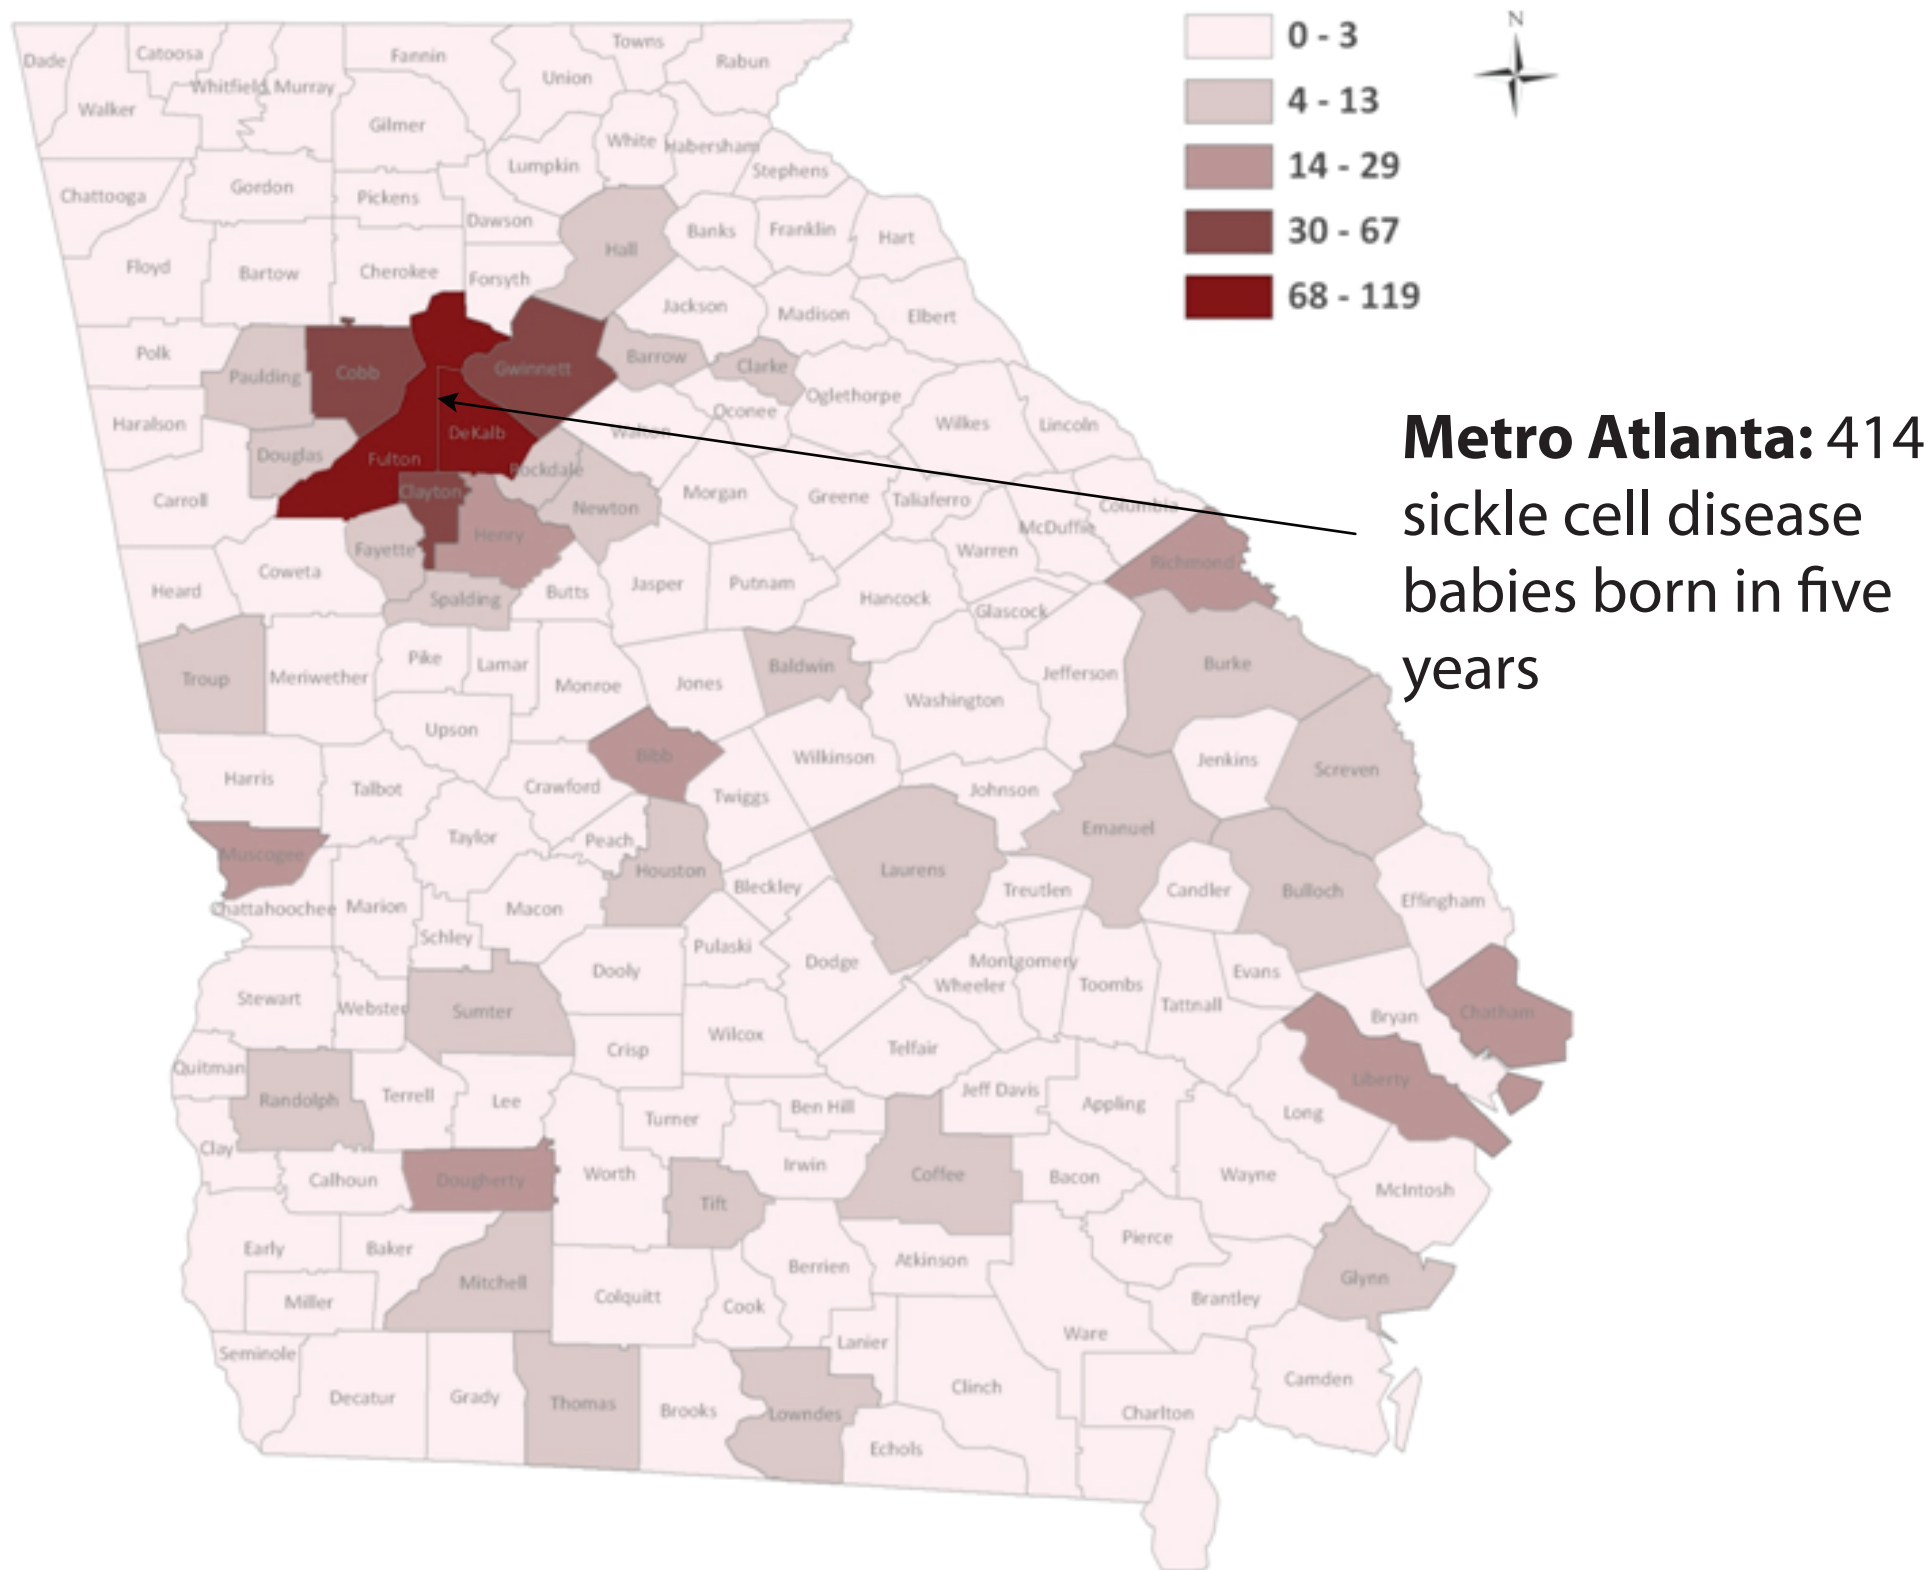 N
0 - 3
4 - 13
14 - 29
30 - 67
68 - 119
Metro Atlanta: 414
sickle cell disease
babies born in five
years
Dade
Catoosa
Whitfield
Murray
Fannin
Union
Towns
Rabun
Walker
Gilmer
White
Habersham
Lumpkin
Stephens
Chattooga
Gordon
Pickens
Dawson
Hall
Banks
Franklin
Hart
Floyd
Bartow
Cherokee
Forsyth
Jackson
Madison
Elbert
Polk
Paulding
Cobb
Gwinnett
Barrow
Clarke
Oglethorpe
Oconee
Wilkes
Lincoln
Haralson
Douglas
Fulton
DeKalb
Walton
Rockdale
Carroll
Clayton
Henry
Newton
Morgan
Greene
Taliaferro
McDuffie
Columbia
Fayette
Coweta
Heard
Spalding
Butts
Jasper
Putnam
Hancock
Warren
Glascock
Richmond
Troup
Meriwether
Pike
Lamar
Monroe
Jones
Baldwin
Washington
Jefferson
Burke
Upson
Bibb
Wilkinson
Jenkins
Screven
Harris
Talbot
Crawford
Twiggs
Johnson
Emanuel
Muscogee
Taylor
Peach
Houston
Bleckley
Laurens
Treutlen
Candler
Bulloch
Effingham
Chattahoochee
Marion
Schley
Macon
Pulaski
Dodge
Dooly
Montgomery
Wheeler
Toombs
Tattnall
Evans
Bryan
Chatham
Stewart
Webster
Sumter
Crisp
Wilcox
Telfair
Liberty
Quitman
Randolph
Terrell
Lee
Turner
Ben Hill
Jeff Davis
Appling
Long
Clay
Calhoun
Dougherty
Worth
Tift
Irwin
Coffee
Bacon
Wayne
McIntosh
Early
Baker
Mitchell
Colquitt
Berrien
Atkinson
Pierce
Glynn
Miller
Cook
Lanier
Ware
Brantley
Seminole
Decatur
Grady
Thomas
Brooks
Lowndes
Echols
Clinch
Charlton
Camden